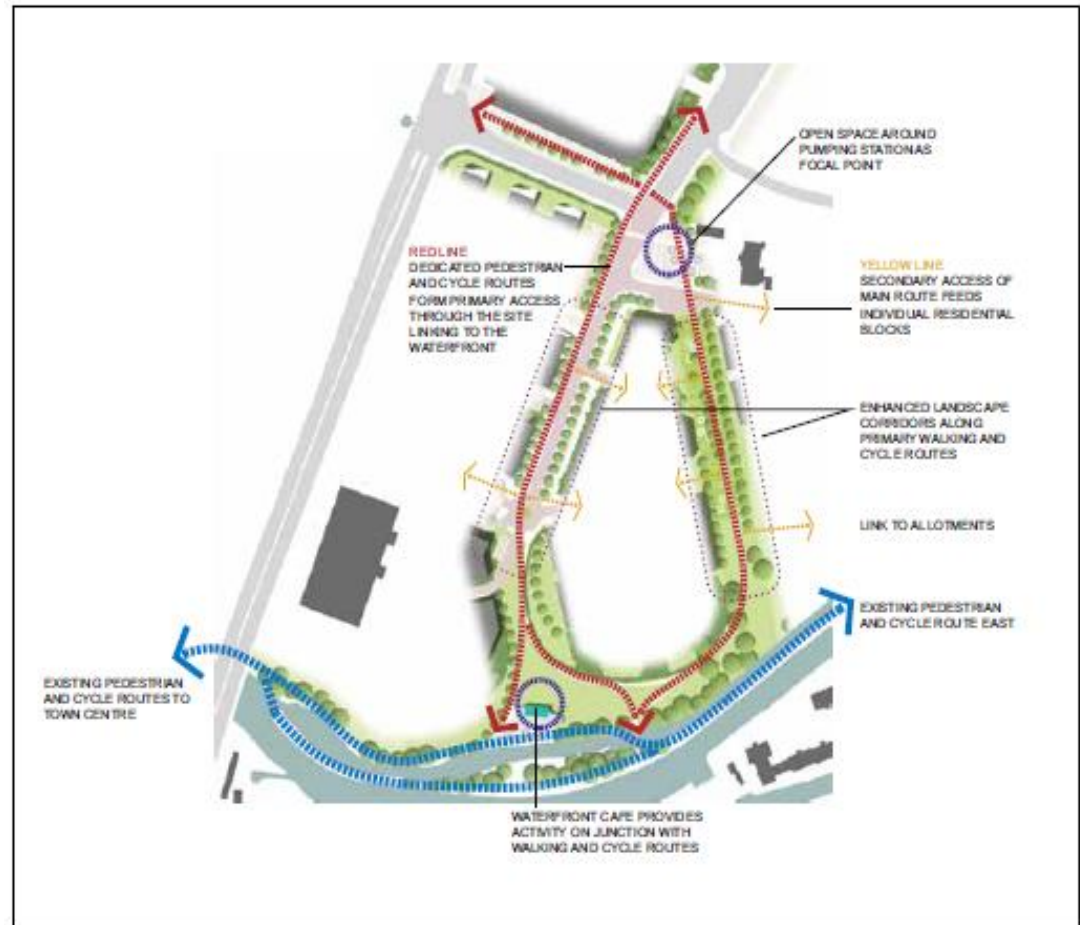 OPEN SPACE AROUND
PUMPING STATION AS
FOCAL POINT
RED LINE
DEDICATED PEDESTRIAN
AND CYCLE ROUTES
FORM PRIMARY ACCESS
THROUGH THE SITE
LINKING TO THE
WATERFRONT
YELLOW LINE
SECONDARY ACCESS OF
MAIN ROUTE FEEDS
INDIVIDUAL RESIDENTIAL
BLOCKS
ENHANCED LANDSCAPE
CORRIDORS ALONG
PRIMARY WALKING AND
CYCLE ROUTES
LINK TO ALLOTMENTS
EXISTING PEDESTRIAN
AND CYCLE ROUTE EAST
EXISTING PEDESTRIAN
AND CYCLE ROUTES TO
TOWN CENTRE
WATERFRONT CAFE PROVIDES
ACTIVITY ON JUNCTION WITH
WALKING AND CYCLE ROUTES